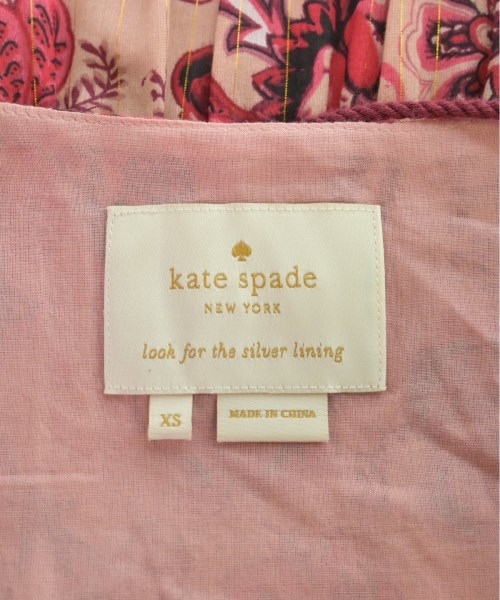 kate spade
NEW YORK
look for the silver lining
XS
MADE IN CHINA